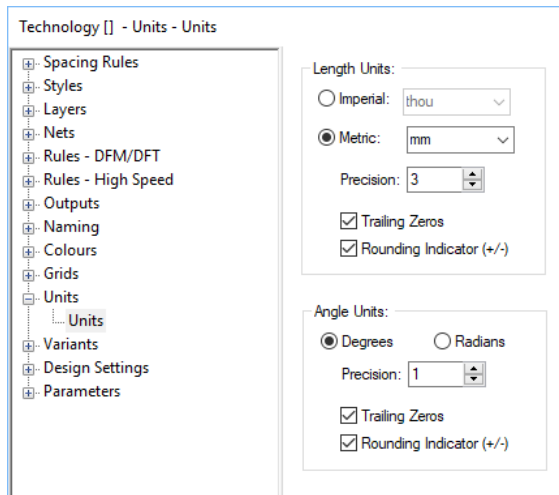 Technology [] - Units - Units
Spacing Rules
Styles
Layers
Nets
Rules - DFM/DFT
Rules - High Speed
Outputs
Naming
Colours
Grids
Units
Units
Variants
Design Settings
Parameters
Length Units:
Imperial: thou
Metric: mm
Precision: 3
Trailing Zeros
Rounding Indicator (+/-)
Angle Units:
Degrees Radians
Precision: 1
Trailing Zeros
Rounding Indicator (+/-)